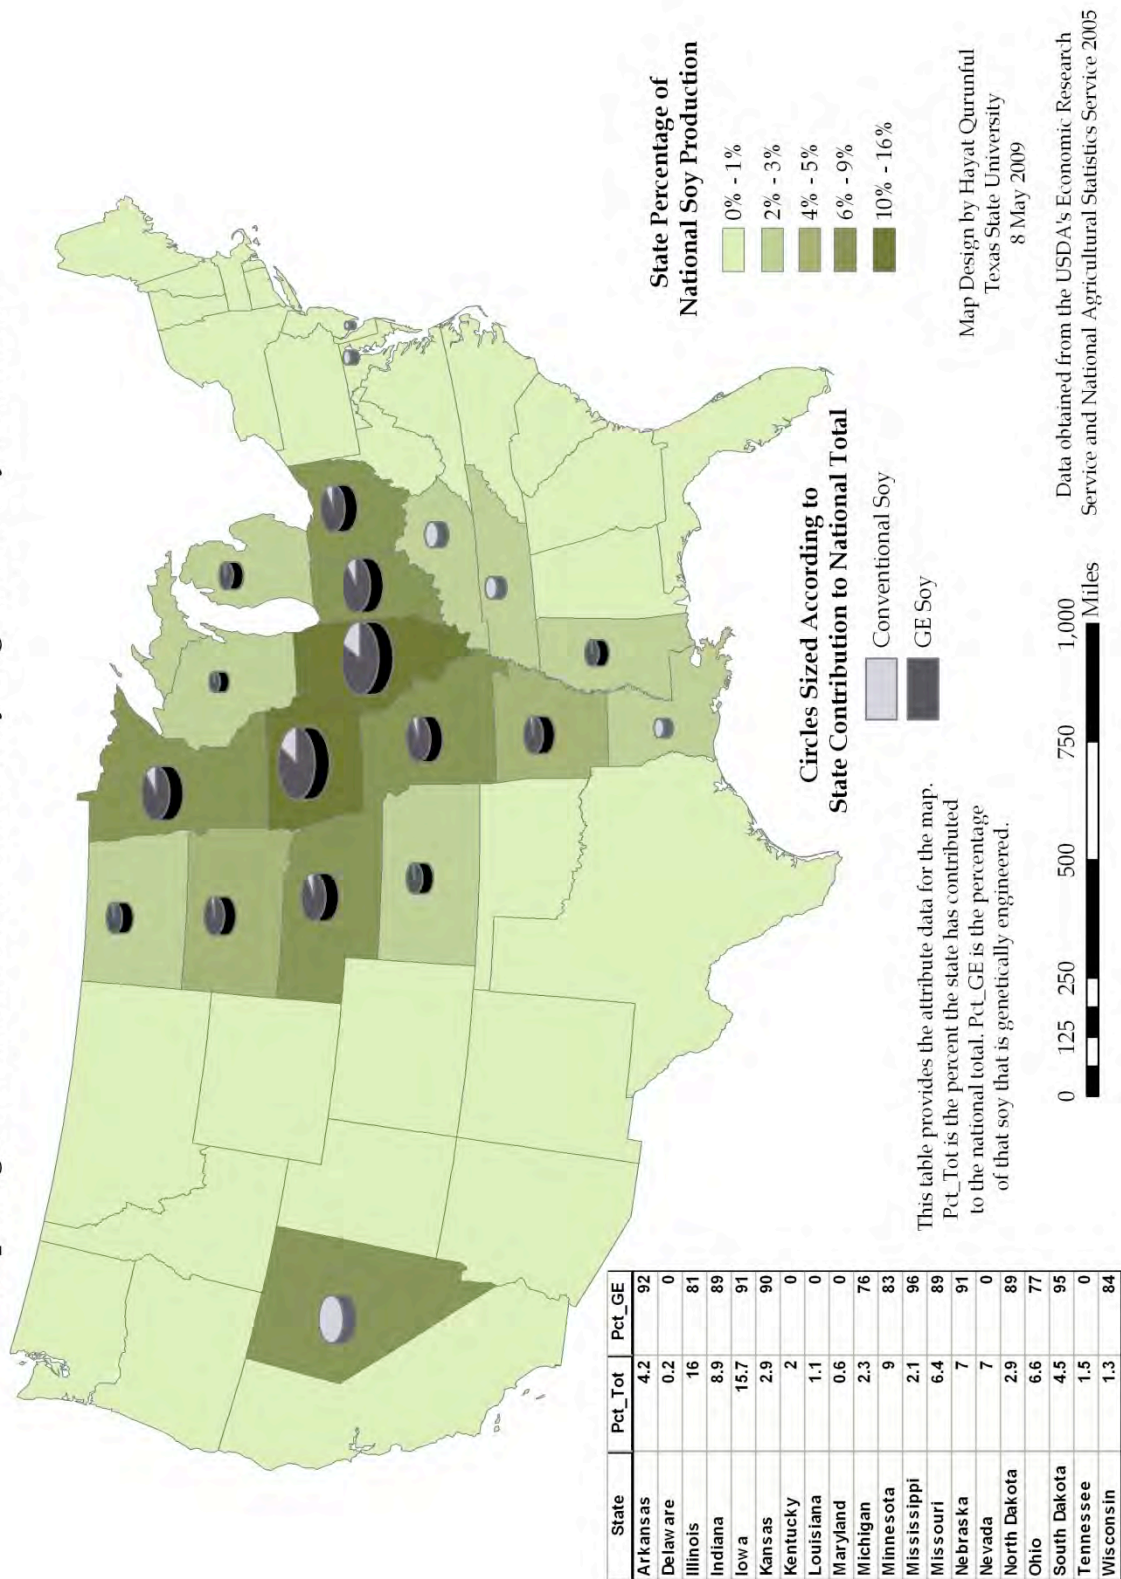 State Percentage of
National Soy Production
0% - 1%
2% - 3%
4% - 5%
6% - 9%
10% - 16%
Circles Sized According to
State Contribution to National Total
Conventional Soy
GE Soy
Map Design by Hayat Qurunful
Texas State University
8 May 2009
This table provides the attribute data for the map.
Pct_Tot is the percent the state has contributed
to the national total. Pct_GE is the percentage
of that soy that is genetically engineered.
0 125 250 500 750 1,000
Miles
Data obtained from the USDA's Economic Research
Service and National Agricultural Statistics Service 2005
State Pct_Tot Pct_GE
Arkansas 4.2 92
Delaware 0.2 0
Illinois 16 81
Indiana 8.9 89
Iowa 15.7 91
Kansas 2.9 90
Kentucky 2 0
Louisiana 1.1 0
Maryland 0.6 0
Michigan 2.3 76
Minnesota 9 83
Mississippi 2.1 96
Missouri 6.4 89
Nebraska 7 91
Nevada 7 0
North Dakota 2.9 89
Ohio 6.6 77
South Dakota 4.5 95
Tennessee 1.5 0
Wisconsin 1.3 84